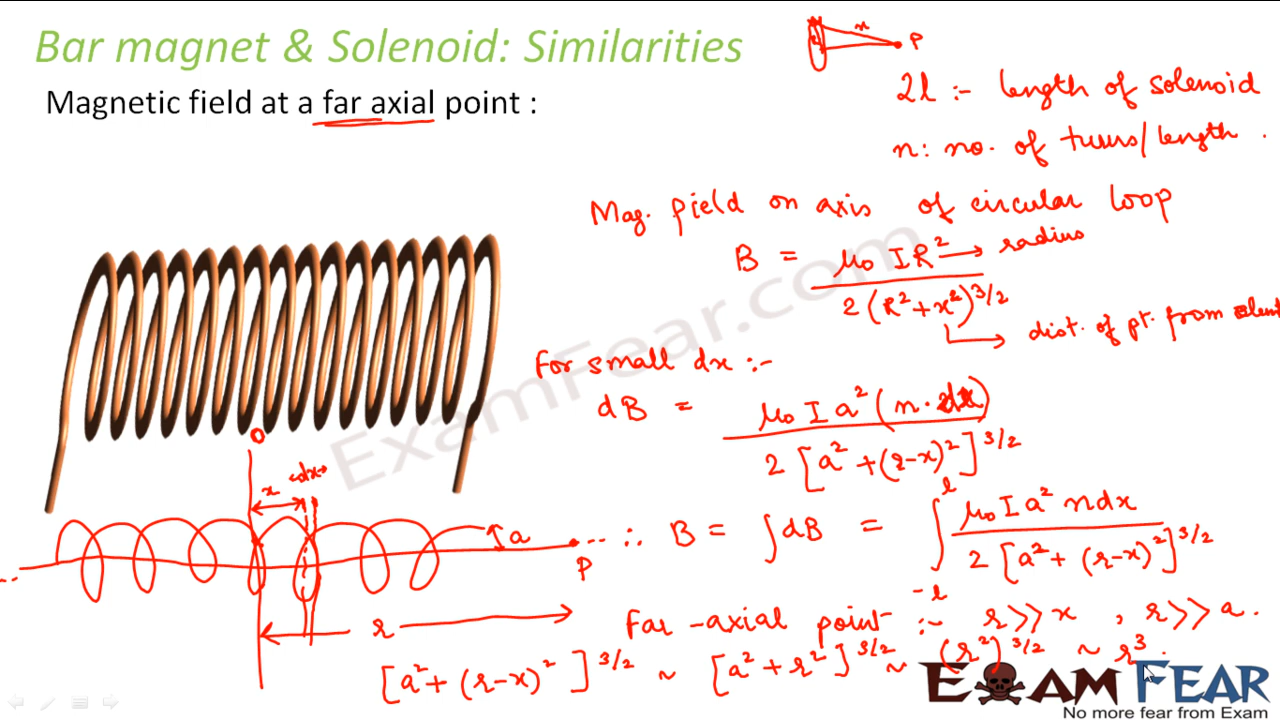 Bar magnet & Solenoid: Similarities
Magnetic field at a far axial point :
x
P
2l :- length of solenoid
n: no. of turns/length.
Mag. field on axis of circular loop
B = μ₀ I R² → radius
2 (R² + x²)^3/2
→ dist. of pt. from
For small dx :-
dB = μ₀ I a² (n · dx)
2 [a² + (r-x)²]^3/2
O
x
dx
a
P
r
∴ B = ∫ dB = ∫_{-l}^{l} μ₀ I a² n dx
2 [a² + (r-x)²]^3/2
Far-axial point :- r >> x , r >> a.
[a² + (r-x)²]^3/2 ~ [a² + r²]^3/2 ~ (r²)^3/2 ~ r³.
ExamFear.com
EXAM FEAR
No more fear from Exam